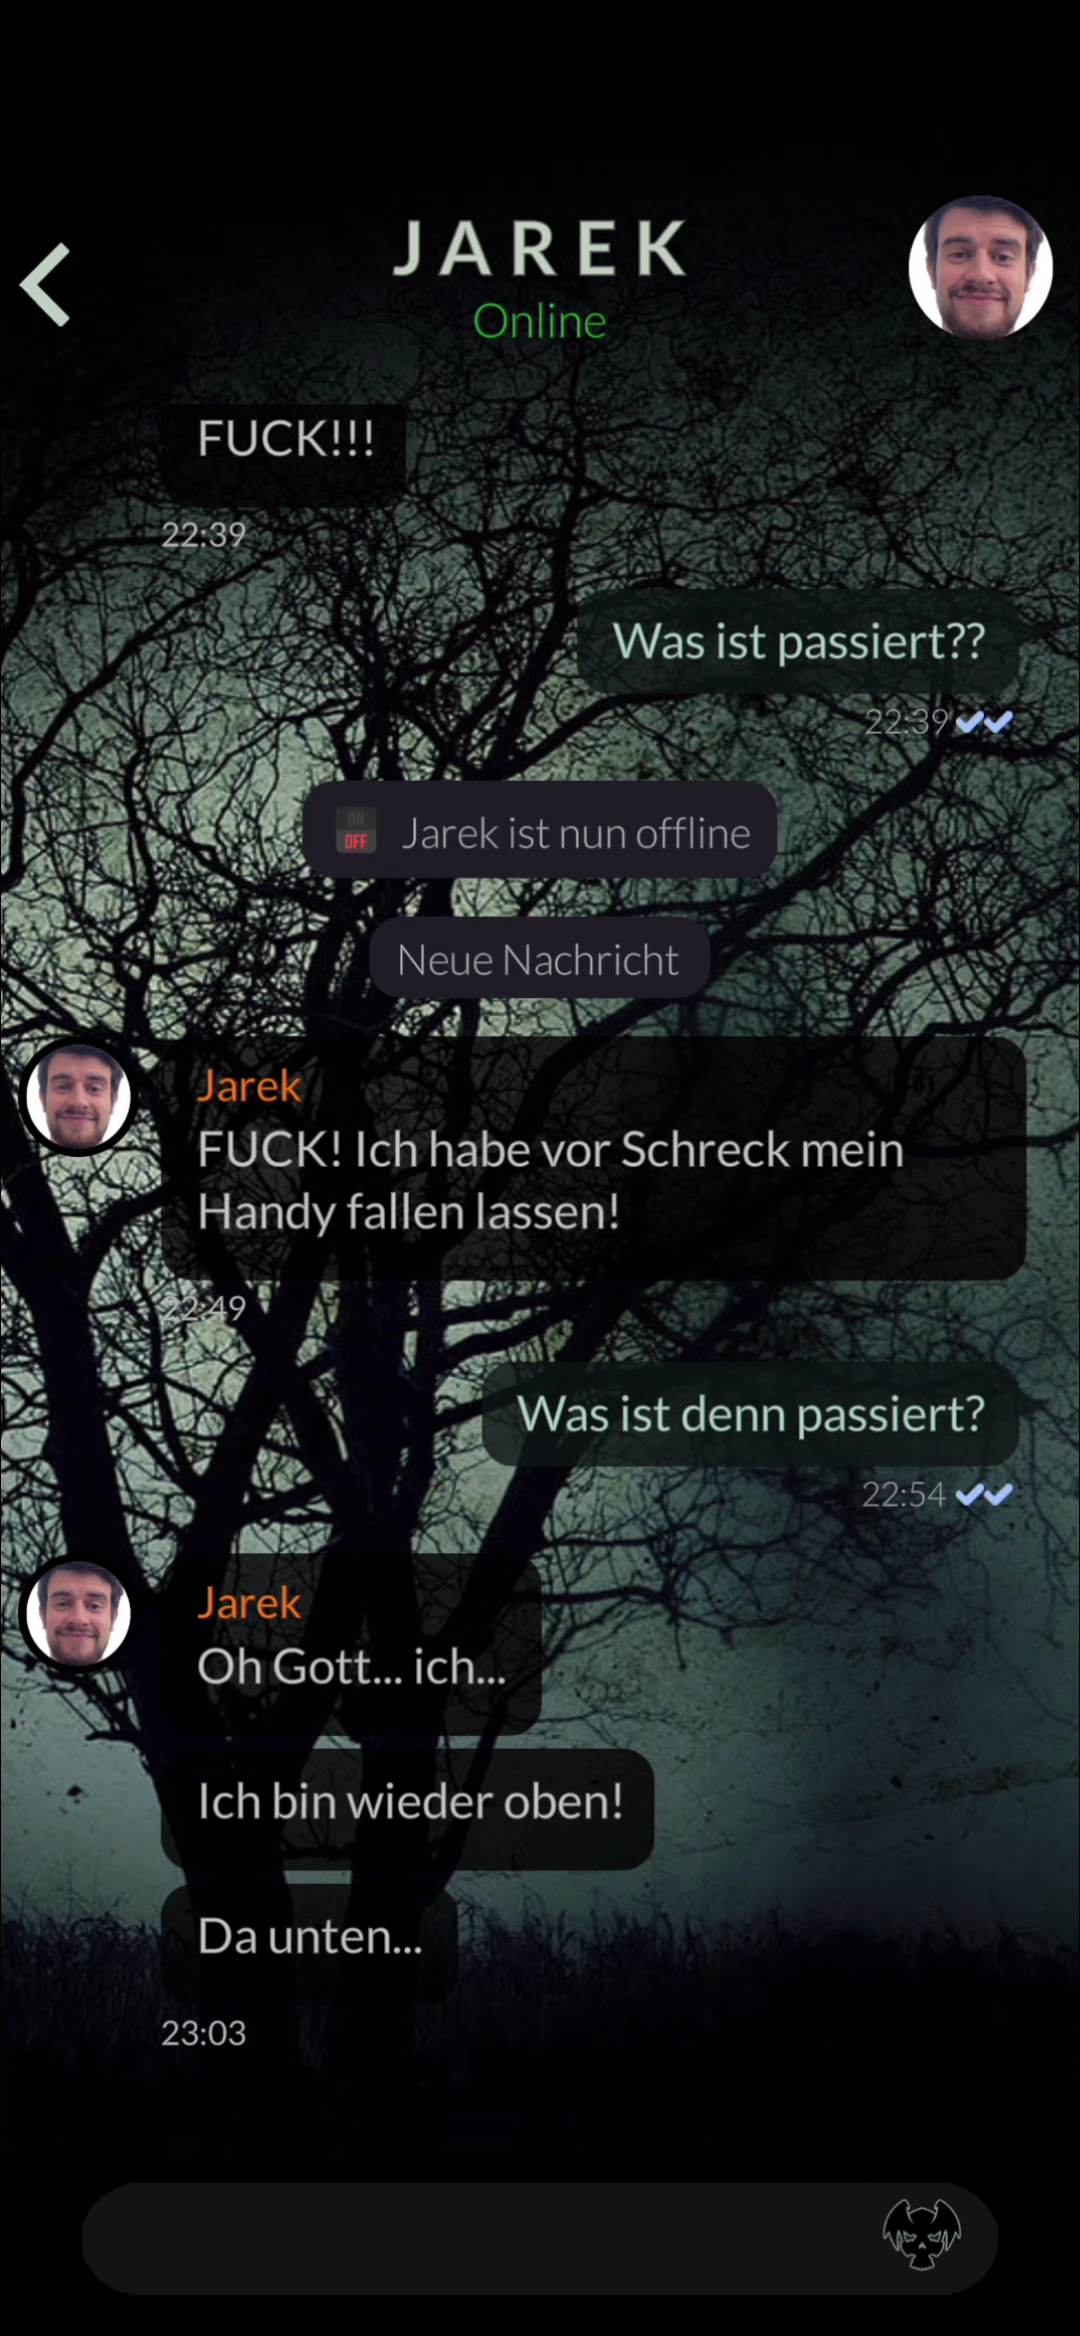 JAREK
Online
FUCK!!!
22:39
Was ist passiert??
22:39
ON
OFF
Jarek ist nun offline
Neue Nachricht
Jarek
FUCK! Ich habe vor Schreck mein
Handy fallen lassen!
22:49
Was ist denn passiert?
22:54
Jarek
Oh Gott... ich...
Ich bin wieder oben!
Da unten...
23:03